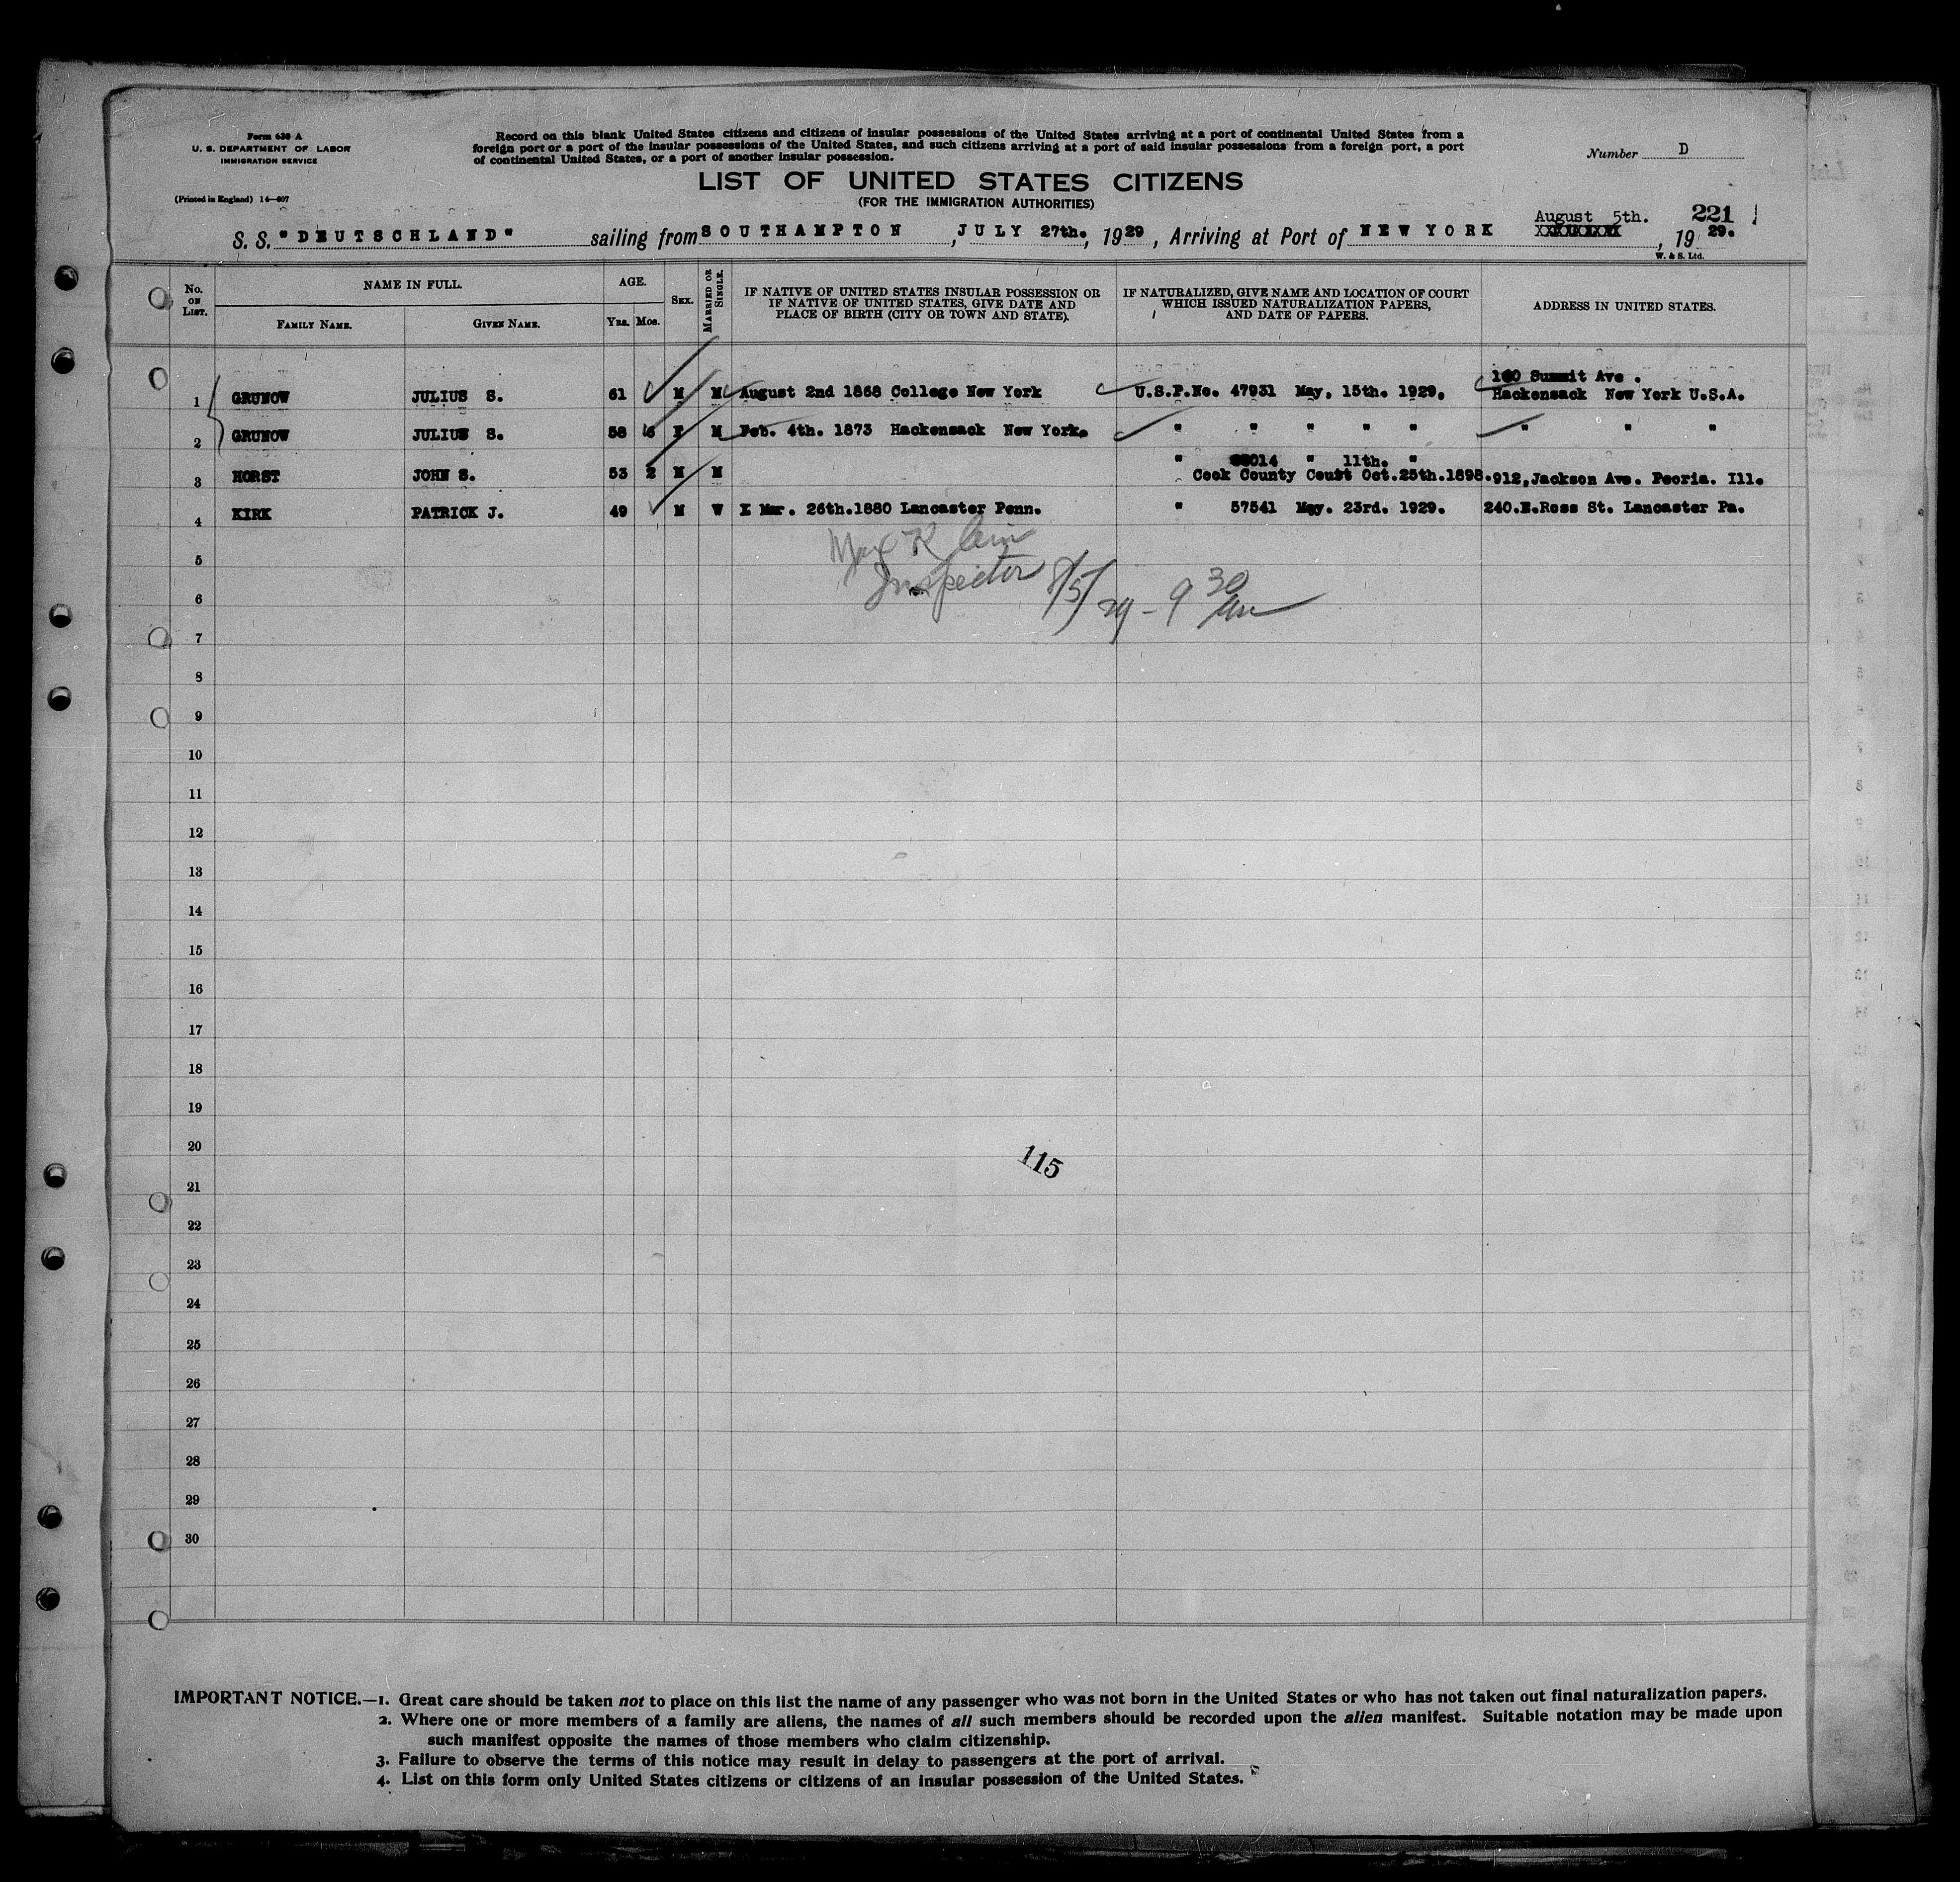 Form 630 A
U. S. DEPARTMENT OF LABOR
IMMIGRATION SERVICE
(Printed in England) 14—607
Record on this blank United States citizens and citizens of insular possessions of the United States arriving at a port of continental United States from a
foreign port or a port of the insular possessions of the United States, and such citizens arriving at a port of said insular possessions from a foreign port, a port
of continental United States, or a port of another insular possession.
Number D
LIST OF UNITED STATES CITIZENS
(FOR THE IMMIGRATION AUTHORITIES)
August 5th. 221
S. S. "DEUTSCHLAND" sailing from SOUTHAMPTON, JULY 27th., 1929, Arriving at Port of NEW YORK, 1929.
W. & S. Ltd.
No. ON LIST. NAME IN FULL. AGE. SEX. MARRIED OR SINGLE. IF NATIVE OF UNITED STATES INSULAR POSSESSION OR IF NATIVE OF UNITED STATES, GIVE DATE AND PLACE OF BIRTH (CITY OR TOWN AND STATE). IF NATURALIZED, GIVE NAME AND LOCATION OF COURT WHICH ISSUED NATURALIZATION PAPERS, AND DATE OF PAPERS. ADDRESS IN UNITED STATES.
FAMILY NAME. GIVEN NAME. Yrs. Mos.
Summit Ave.
1 GRUNOW JULIUS S. 61 M M August 2nd 1868 College New York U.S.P.No. 47931 May, 15th. 1929. Hackensack New York U.S.A.
2 GRUNOW JULIUS S. 58 6 F M Feb. 4th. 1873 Hackensack New York. " " " " " " " "
" " 11th. "
3 HORST JOHN S. 53 2 M M Cook County Court Oct.25th.1898. 912, Jackson Ave. Peoria. Ill.
4 KIRK PATRICK J. 49 M W X Mar. 26th.1880 Lancaster Penn. " 57541 May. 23rd. 1929. 240.E.Ross St. Lancaster Pa.
Max Klein
Inspector 8/5/29 - 9 30 am
5
6
7
8
9
10
11
12
13
14
15
16
17
18
19
20
115
21
22
23
24
25
26
27
28
29
30
IMPORTANT NOTICE.—1. Great care should be taken not to place on this list the name of any passenger who was not born in the United States or who has not taken out final naturalization papers.
2. Where one or more members of a family are aliens, the names of all such members should be recorded upon the alien manifest. Suitable notation may be made upon
such manifest opposite the names of those members who claim citizenship.
3. Failure to observe the terms of this notice may result in delay to passengers at the port of arrival.
4. List on this form only United States citizens or citizens of an insular possession of the United States.